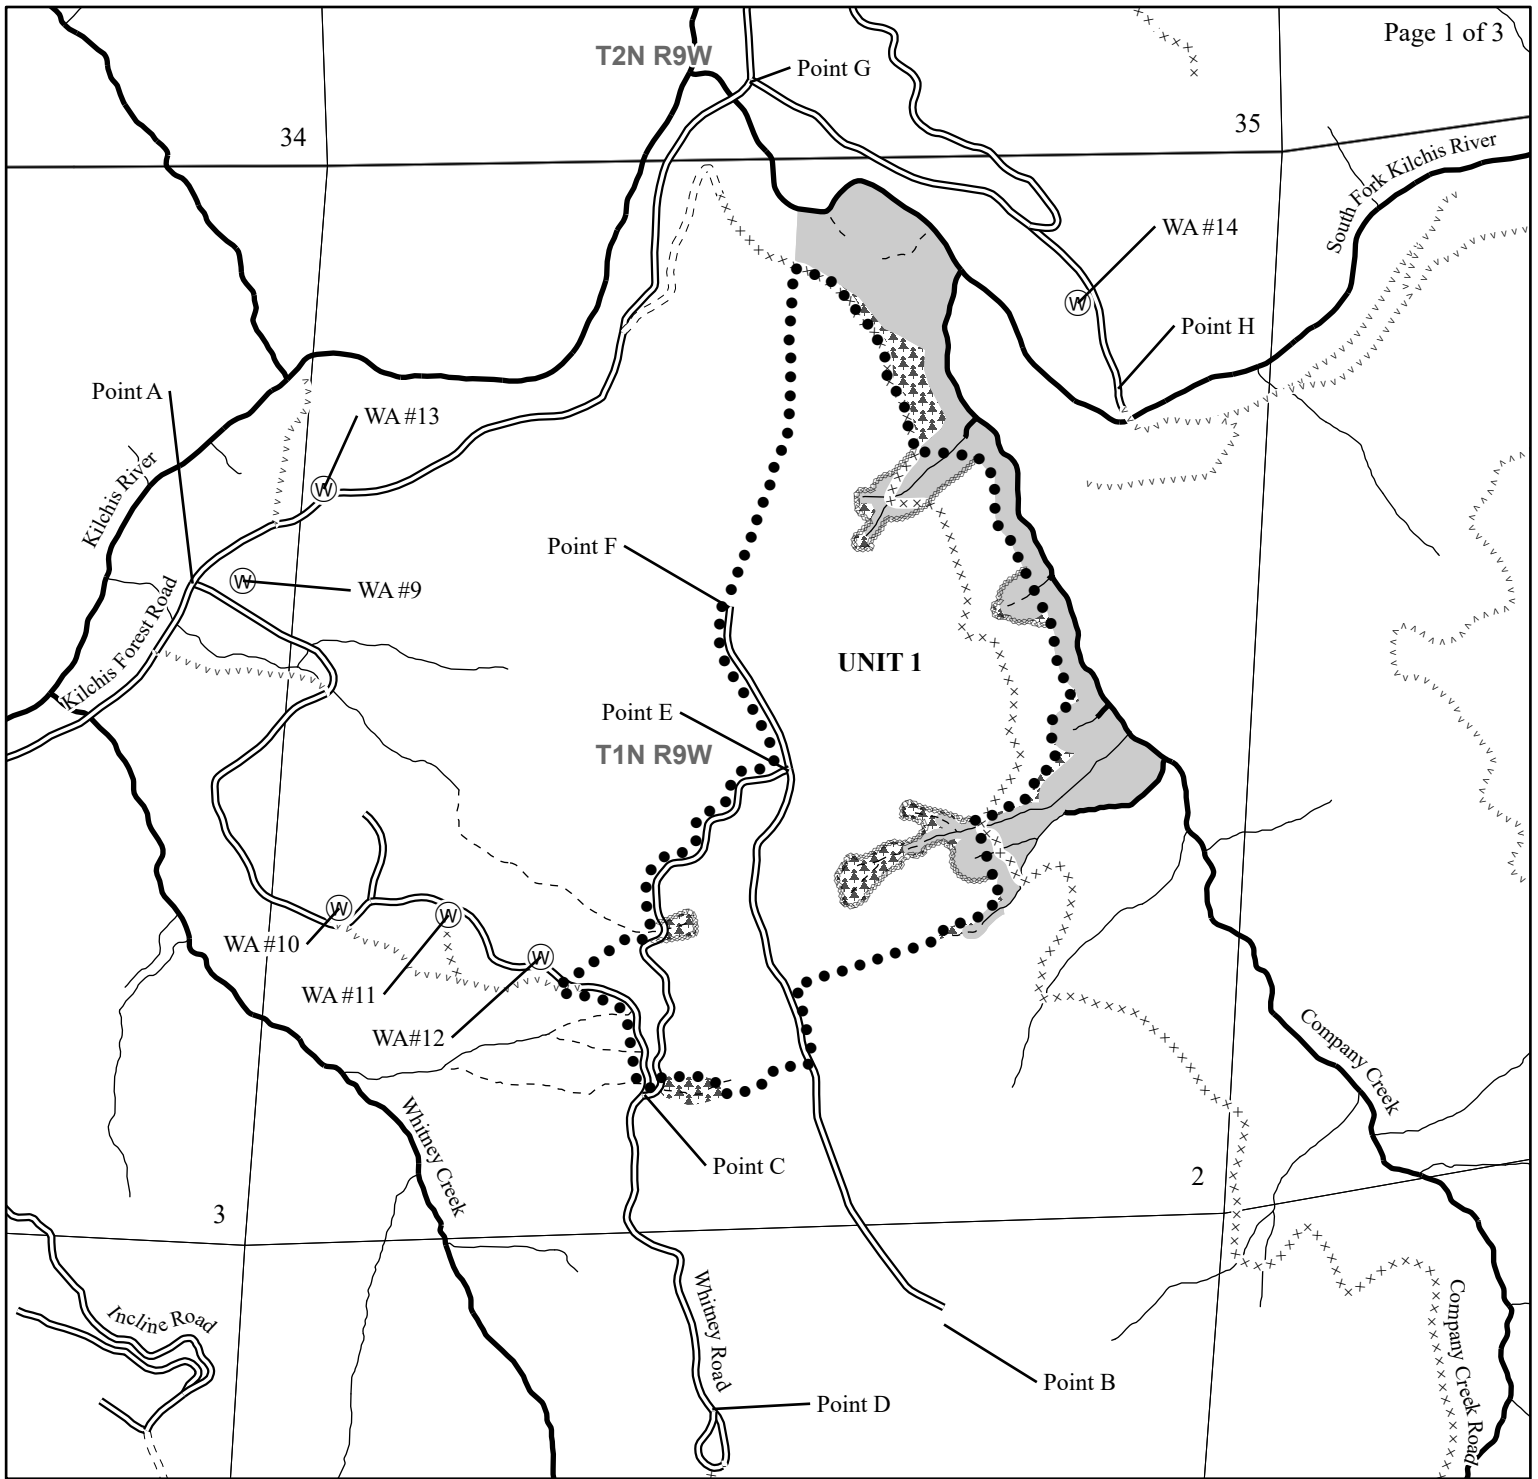 Page 1 of 3
T2N R9W
Point G
34
35
South Fork Kilchis River
WA #14
Point H
Point A
WA #13
Kilchis River
W
W
Point F
WA #9
W
Kilchis Forest Road
UNIT 1
Point E
T1N R9W
W
W
WA #10
W
WA #11
WA#12
Company Creek
Whitney Creek
Point C
2
3
Incline Road
Whitney Road
Company Creek Road
Point B
Point D